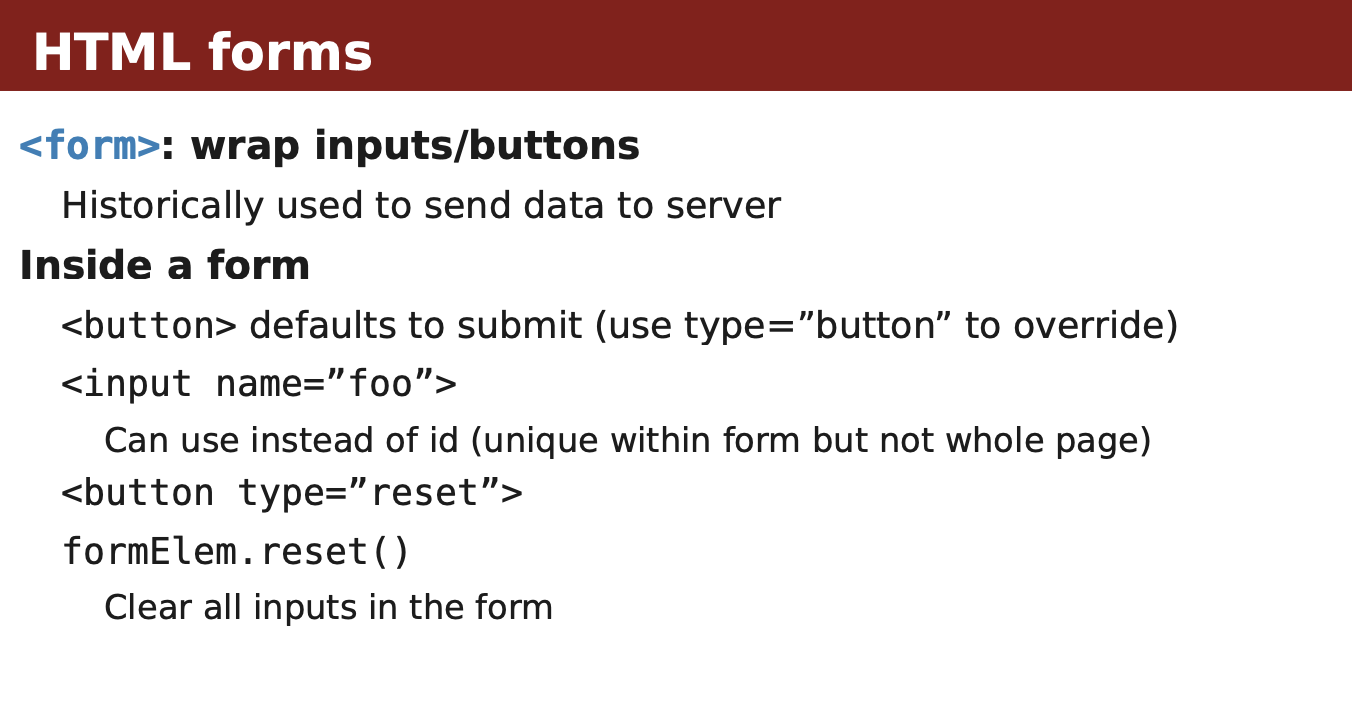 HTML forms
<form>: wrap inputs/buttons
Historically used to send data to server
Inside a form
<button> defaults to submit (use type=”button” to override)
<input name=”foo”>
Can use instead of id (unique within form but not whole page)
<button type=”reset”>
formElem.reset()
Clear all inputs in the form